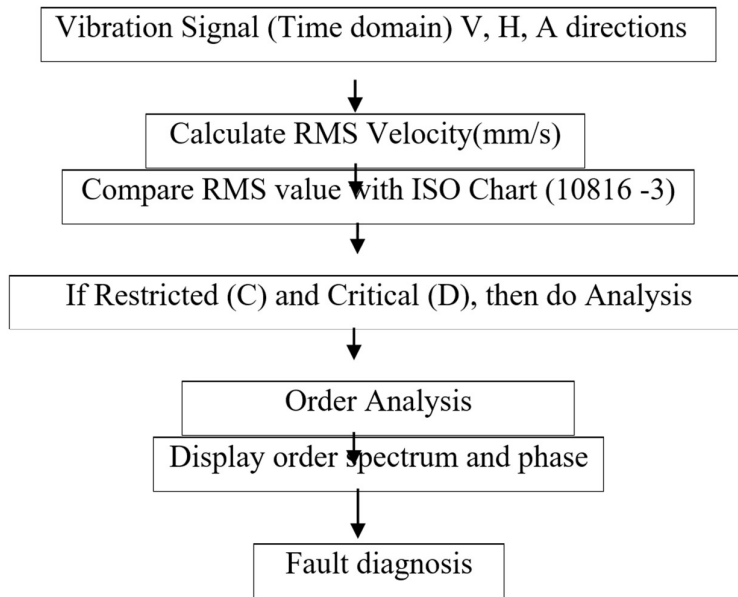 Vibration Signal (Time domain) V, H, A directions
Calculate RMS Velocity(mm/s)
Compare RMS value with ISO Chart (10816 -3)
If Restricted (C) and Critical (D), then do Analysis
Order Analysis
Display order spectrum and phase
Fault diagnosis